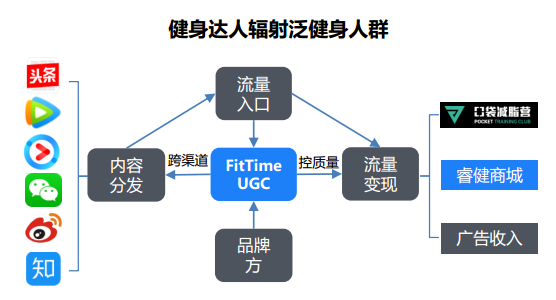 健身达人辐射泛健身人群
头条
流量
入口
口袋减脂营
POCKET TRAINING CLUB
内容
分发
跨渠道
FitTime
UGC
控质量
流量
变现
睿健商城
品牌
方
广告收入
知